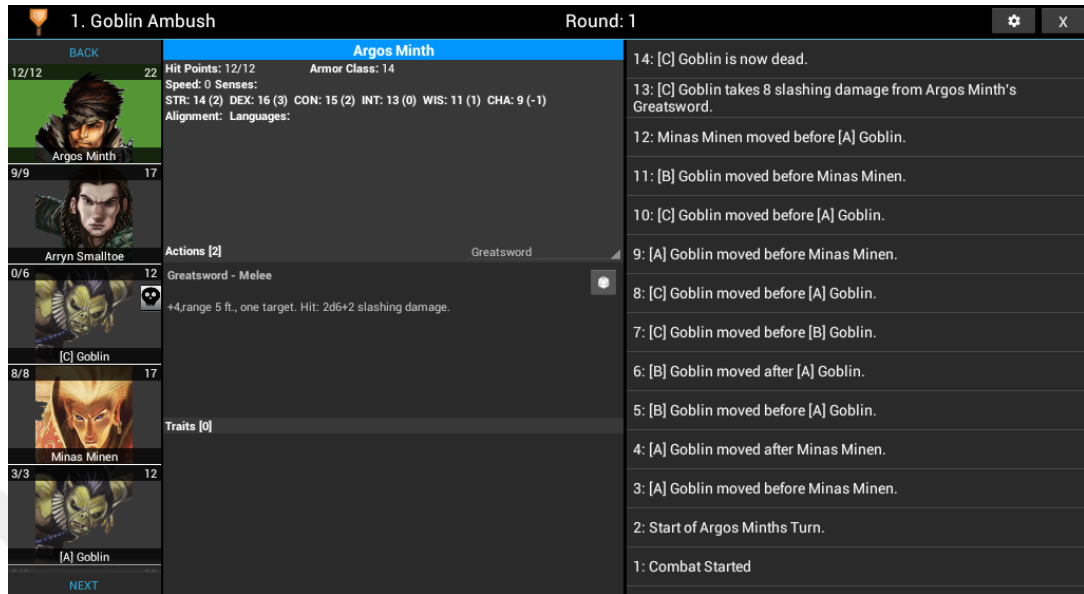 1. Goblin Ambush
Round: 1
X
BACK
12/12 22
Argos Minth
9/9 17
Arryn Smalltoe
0/6 12
[C] Goblin
8/8 17
Minas Minen
3/3 12
[A] Goblin
NEXT
Argos Minth
Hit Points: 12/12 Armor Class: 14
Speed: 0 Senses:
STR: 14 (2) DEX: 16 (3) CON: 15 (2) INT: 13 (0) WIS: 11 (1) CHA: 9 (-1)
Alignment: Languages:
Actions [2] Greatsword
Greatsword - Melee
+4,range 5 ft., one target. Hit: 2d6+2 slashing damage.
Traits [0]
14: [C] Goblin is now dead.
13: [C] Goblin takes 8 slashing damage from Argos Minth's
Greatsword.
12: Minas Minen moved before [A] Goblin.
11: [B] Goblin moved before Minas Minen.
10: [C] Goblin moved before [A] Goblin.
9: [A] Goblin moved before Minas Minen.
8: [C] Goblin moved before [A] Goblin.
7: [C] Goblin moved before [B] Goblin.
6: [B] Goblin moved after [A] Goblin.
5: [B] Goblin moved before [A] Goblin.
4: [A] Goblin moved after Minas Minen.
3: [A] Goblin moved before Minas Minen.
2: Start of Argos Minths Turn.
1: Combat Started